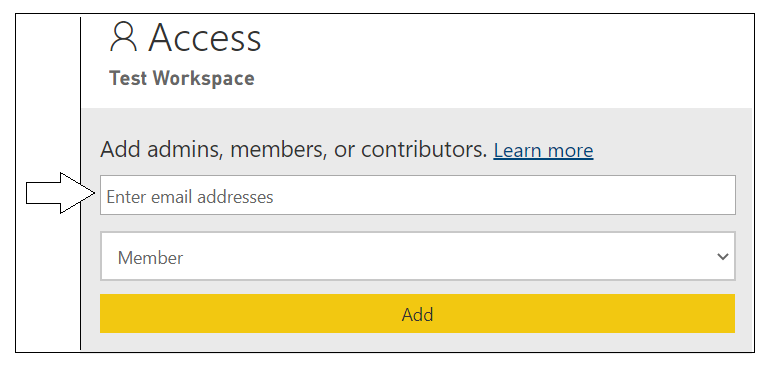 Access
Test Workspace
Add admins, members, or contributors. Learn more
Enter email addresses
Member
Add